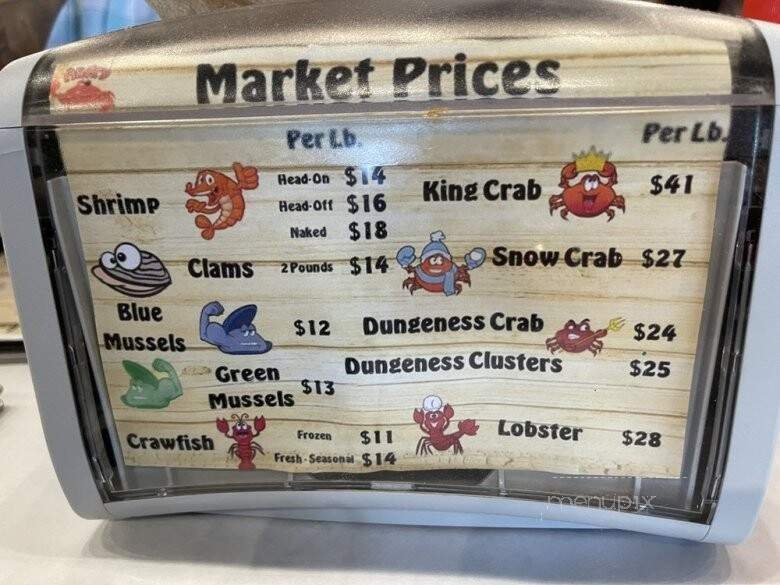 Market Prices
Per Lb.
Per Lb.
Shrimp
Head-On $14
Head-Off $16
Naked $18
King Crab $41
Clams 2 Pounds $14
Snow Crab $27
Blue
Mussels
$12
Dungeness Crab $24
Green
Mussels
$13
Dungeness Clusters $25
Crawfish
Frozen $11
Fresh-Seasonal $14
Lobster $28
menupix